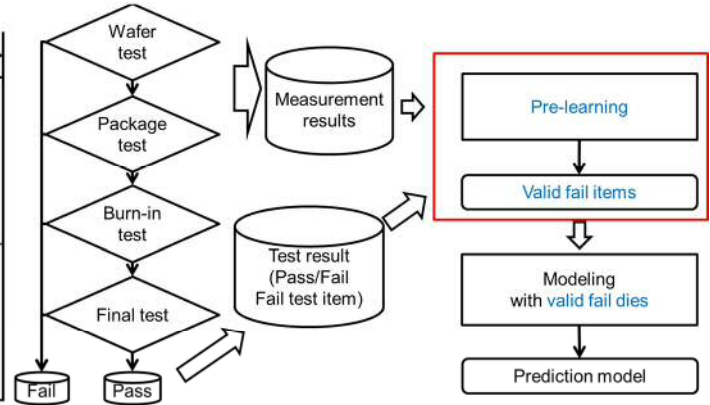 Wafer
test
Package
test
Burn-in
test
Final test
Fail
Pass
Measurement
results
Test result
(Pass/Fail
Fail test item)
Pre-learning
Valid fail items
Modeling
with valid fail dies
Prediction model